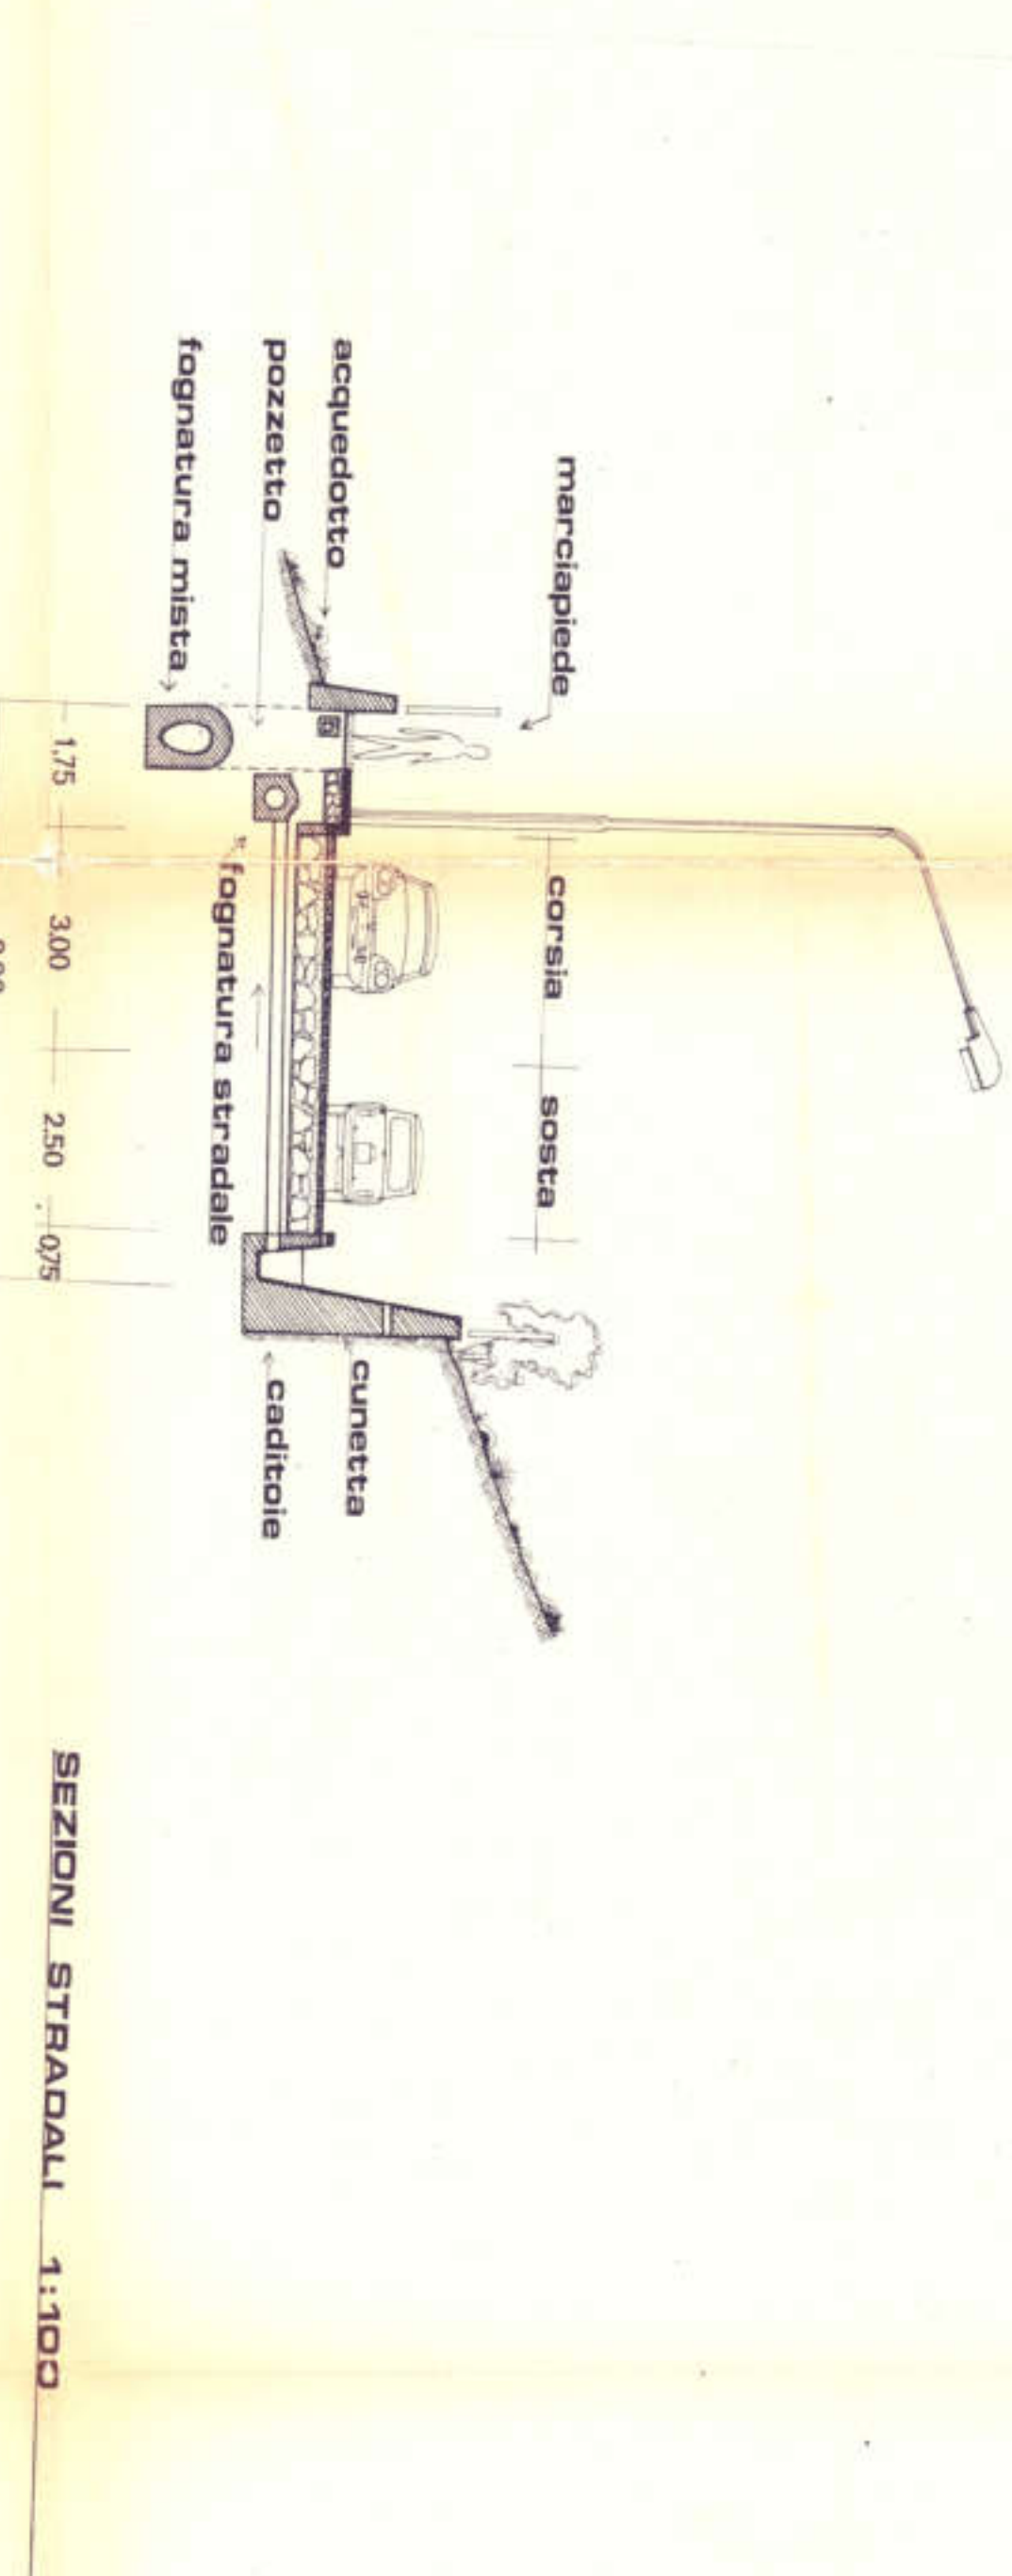 marciapiede
corsia
sosta
acquedotto
pozzetto
fognatura mista
fognatura stradale
cunetta
caditoie
1,75
3.00
2.50
0,75
SEZIONI STRADALI 1:100